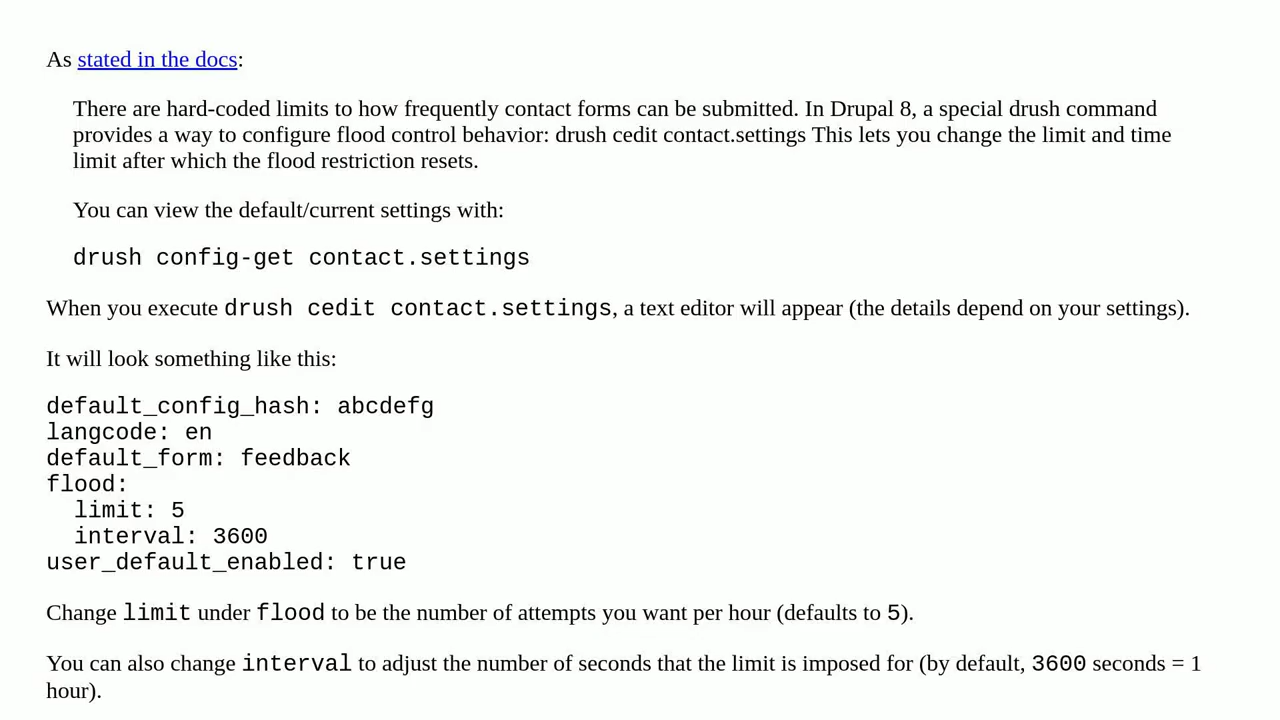 As stated in the docs:
There are hard-coded limits to how frequently contact forms can be submitted. In Drupal 8, a special drush command
provides a way to configure flood control behavior: drush cedit contact.settings This lets you change the limit and time
limit after which the flood restriction resets.
You can view the default/current settings with:
drush config-get contact.settings
When you execute drush cedit contact.settings, a text editor will appear (the details depend on your settings).
It will look something like this:
default_config_hash: abcdefg
langcode: en
default_form: feedback
flood:
  limit: 5
  interval: 3600
user_default_enabled: true
Change limit under flood to be the number of attempts you want per hour (defaults to 5).
You can also change interval to adjust the number of seconds that the limit is imposed for (by default, 3600 seconds = 1
hour).